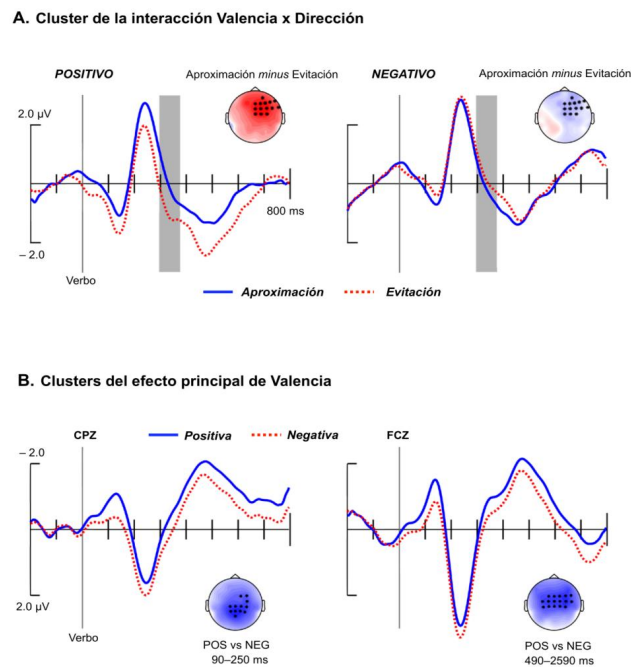 A. Cluster de la interacción Valencia x Dirección
POSITIVO
Aproximación minus Evitación
NEGATIVO
Aproximación minus Evitación
2.0 µV
– 2.0
800 ms
Verbo
Aproximación
Evitación
B. Clusters del efecto principal de Valencia
CPZ
Positiva
Negativa
FCZ
– 2.0
2.0 µV
Verbo
POS vs NEG
90–250 ms
POS vs NEG
490–2590 ms